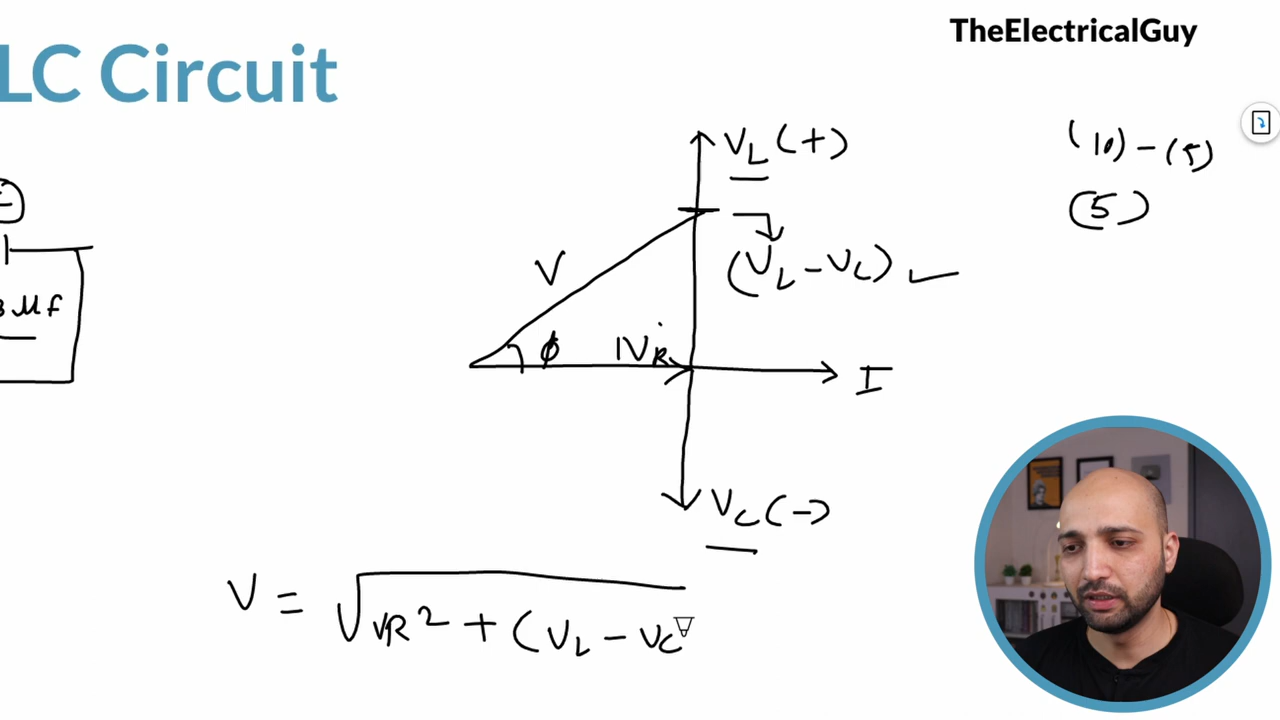 TheElectricalGuy
LC Circuit
VL (+)
(10) - (5)
(5)
V
(VL - VC) ✓
μf
ϕ
VR
I
VC (-)
V = √VR² + (VL - VC